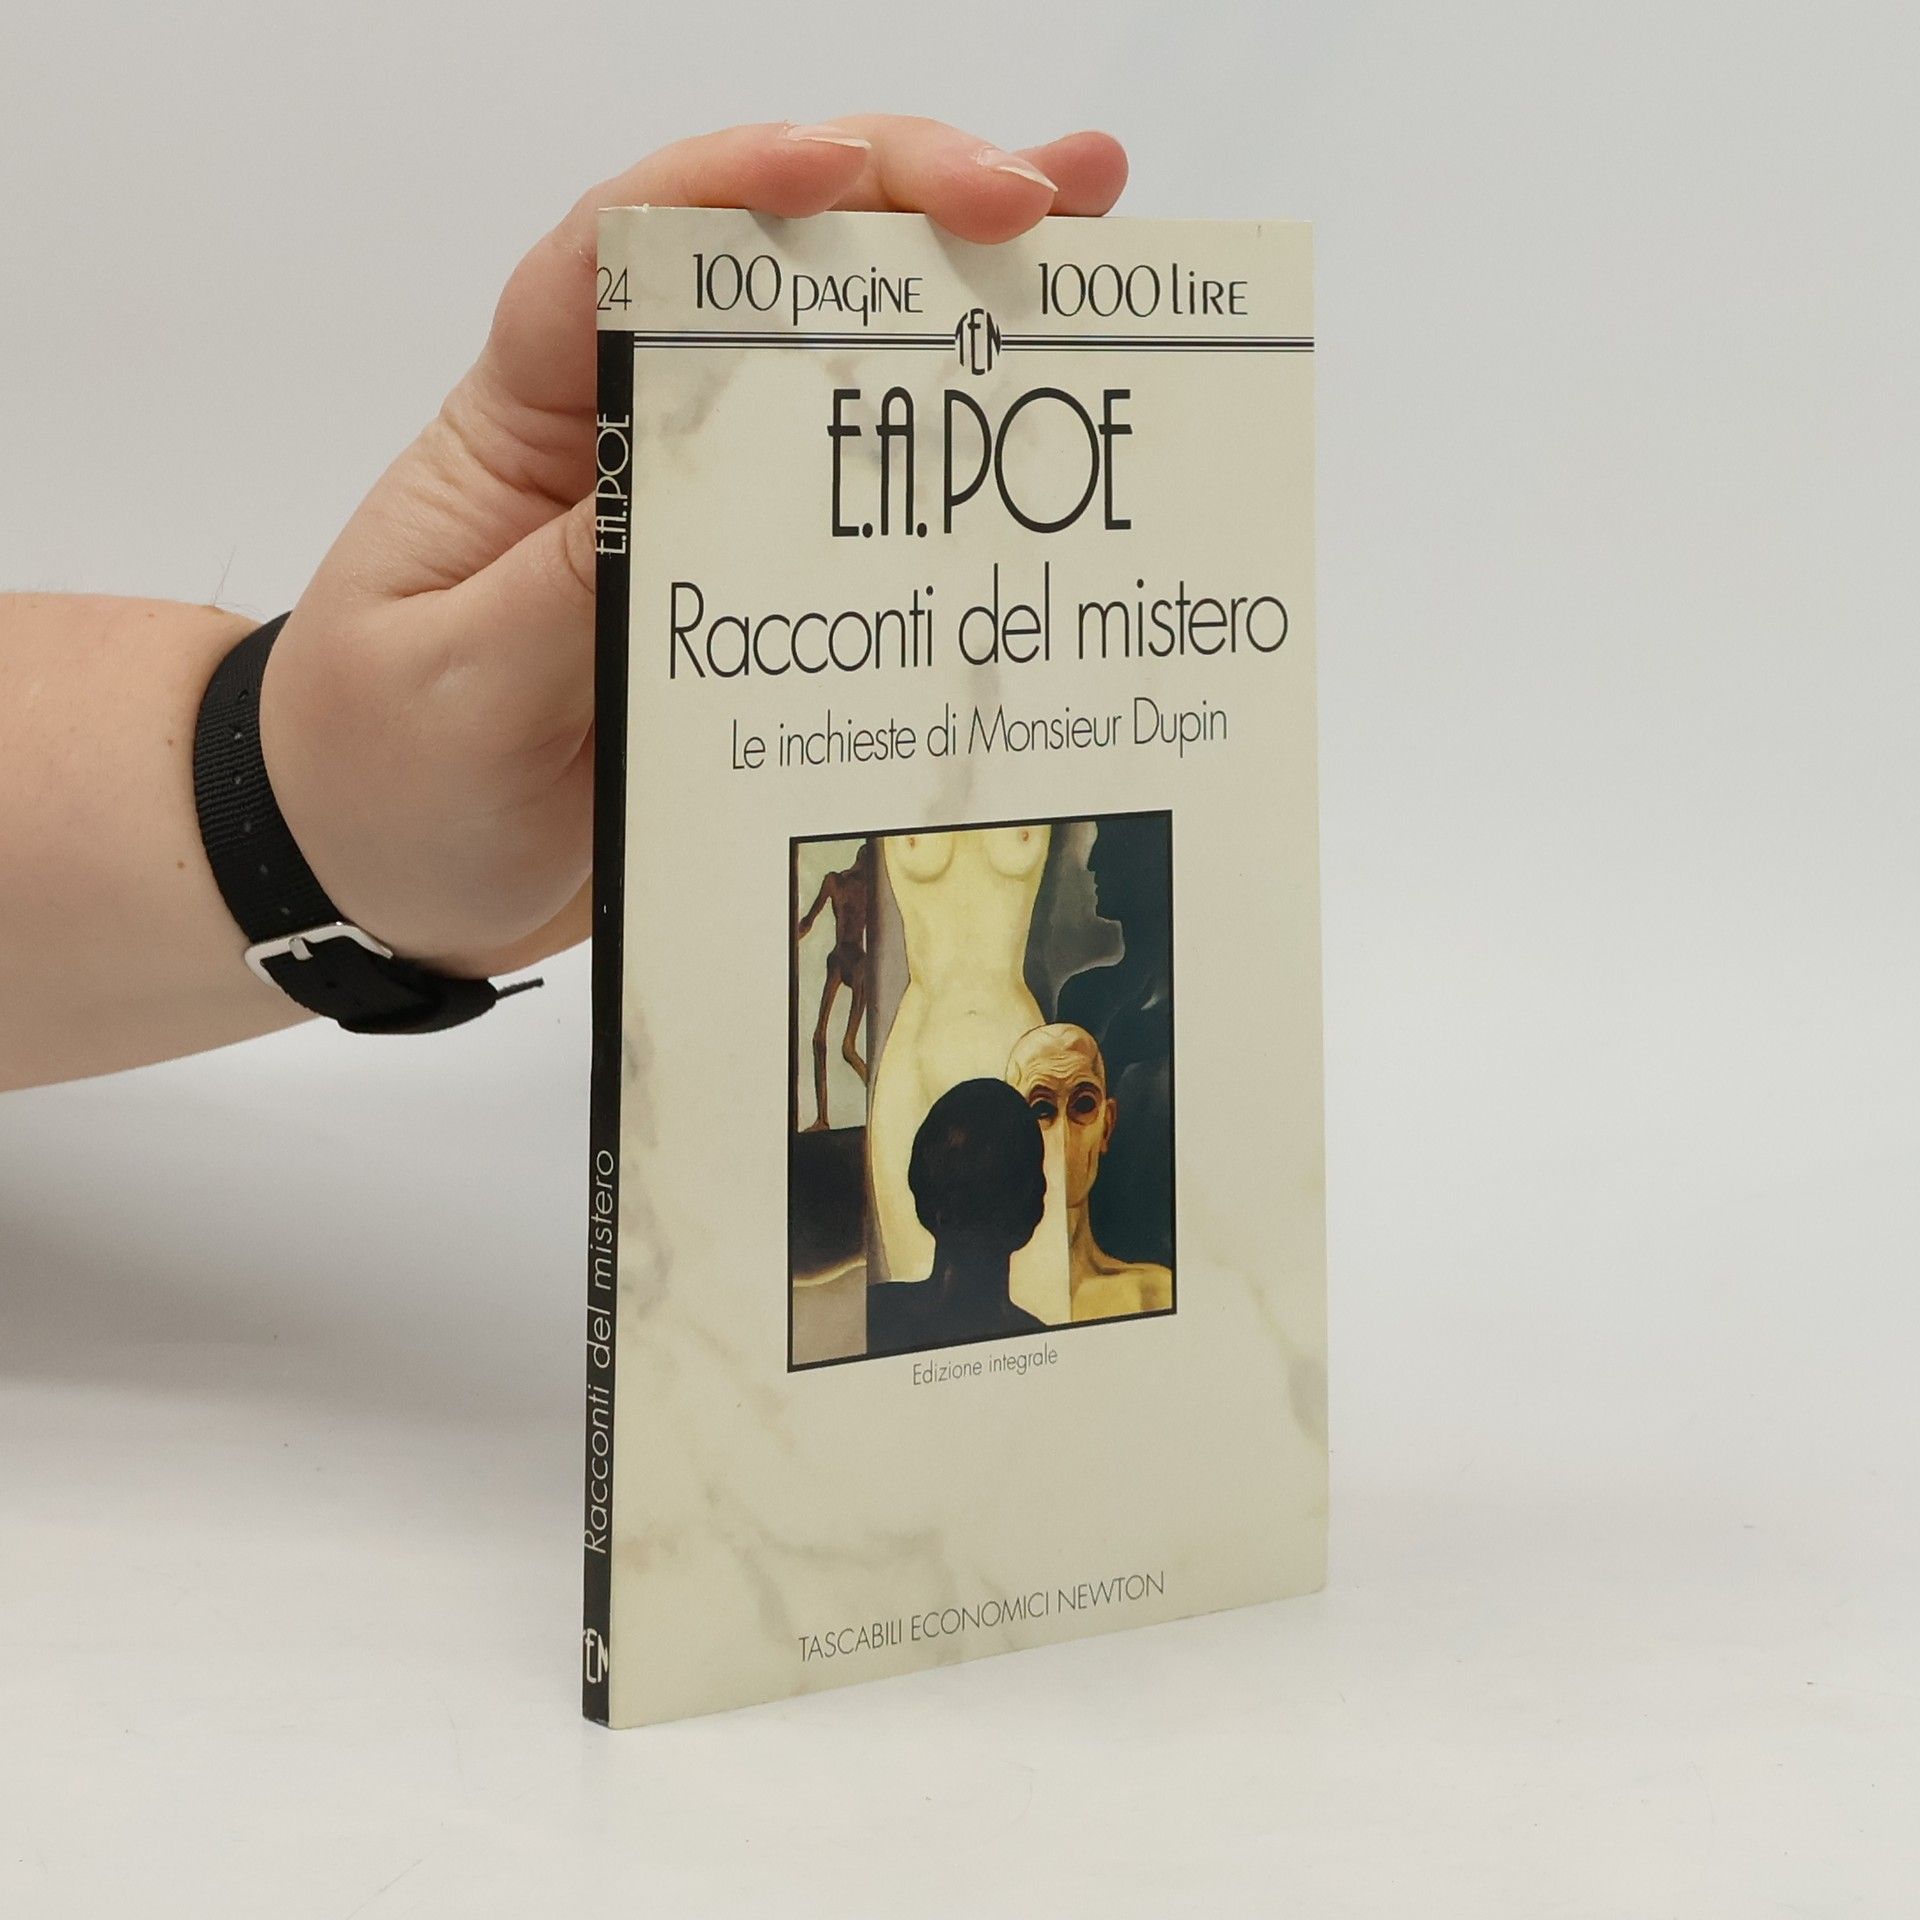 24
100 PAGINE
1000 LIRE
TEN
E.A. POE
Racconti del mistero
Le inchieste di Monsieur Dupin
Edizione integrale
TASCABILI ECONOMICI NEWTON
E.A. POE
Racconti del mistero
TEN